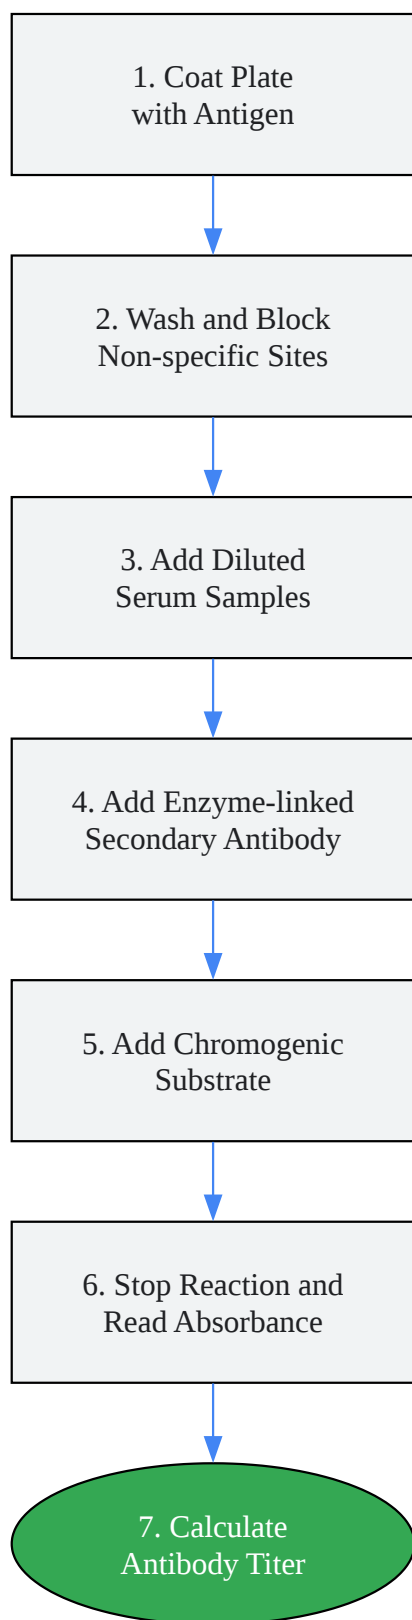 1. Coat Plate
with Antigen
2. Wash and Block
Non-specific Sites
3. Add Diluted
Serum Samples
4. Add Enzyme-linked
Secondary Antibody
5. Add Chromogenic
Substrate
6. Stop Reaction and
Read Absorbance
7. Calculate
Antibody Titer